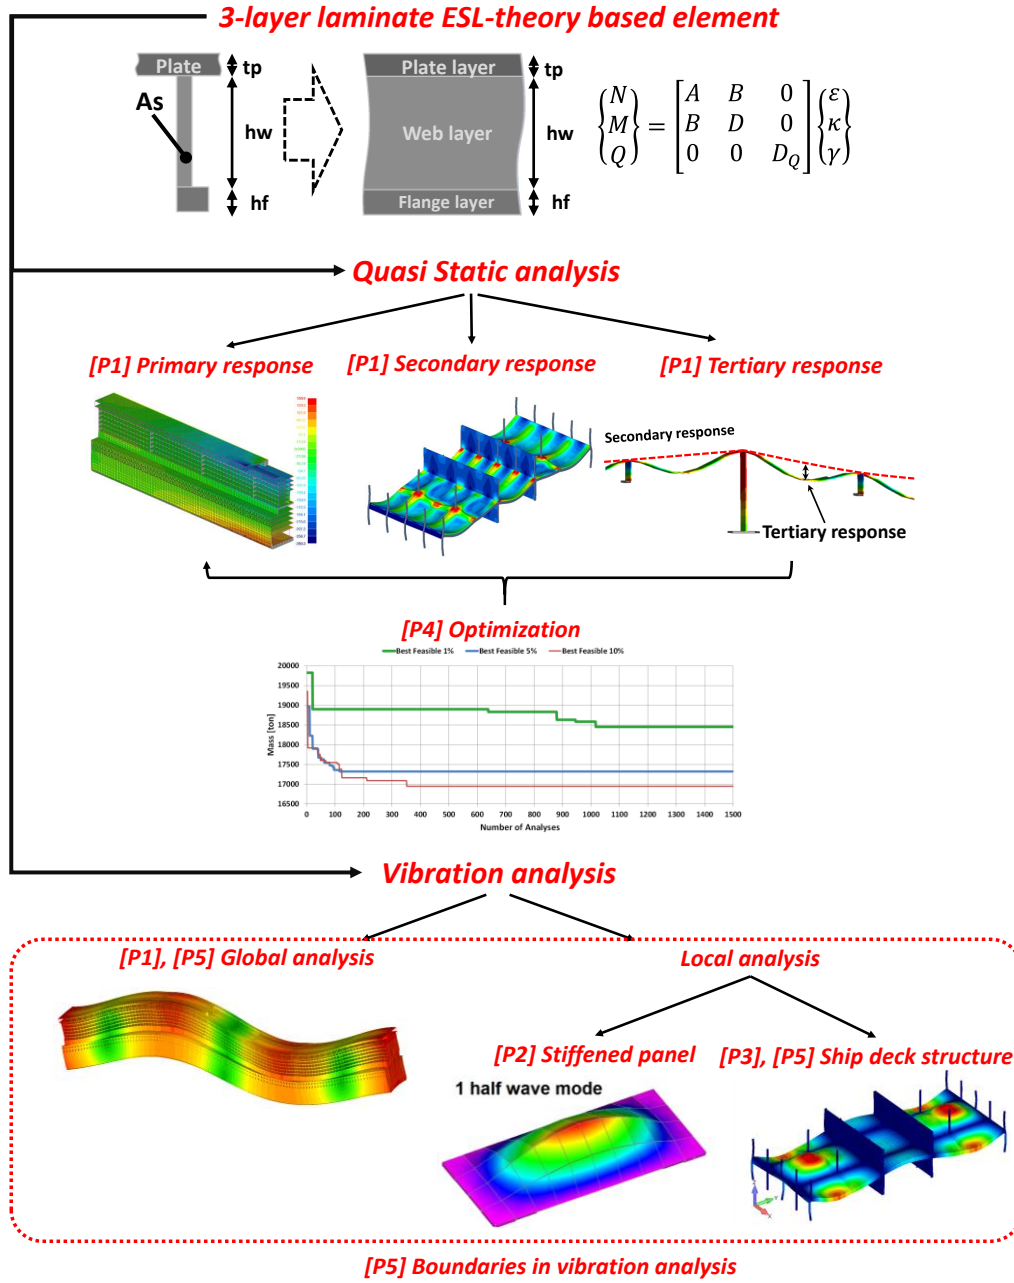 3-layer laminate ESL-theory based element
Plate
tp
As
hw
hf
Plate layer
tp
Web layer
hw
Flange layer
hf
{N M Q} = [A B 0; B D 0; 0 0 D_Q] {ε κ γ}
Quasi Static analysis
[P1] Primary response
[P1] Secondary response
[P1] Tertiary response
Secondary response
Tertiary response
[P4] Optimization
Best Feasible 1% Best Feasible 5% Best Feasible 10%
Mass [ton]
20000
19500
19000
18500
18000
17500
17000
16500
0 100 200 300 400 500 600 700 800 900 1000 1100 1200 1300 1400 1500
Number of Analyses
Vibration analysis
[P1], [P5] Global analysis
Local analysis
[P2] Stiffened panel
[P3], [P5] Ship deck structure
1 half wave mode
[P5] Boundaries in vibration analysis